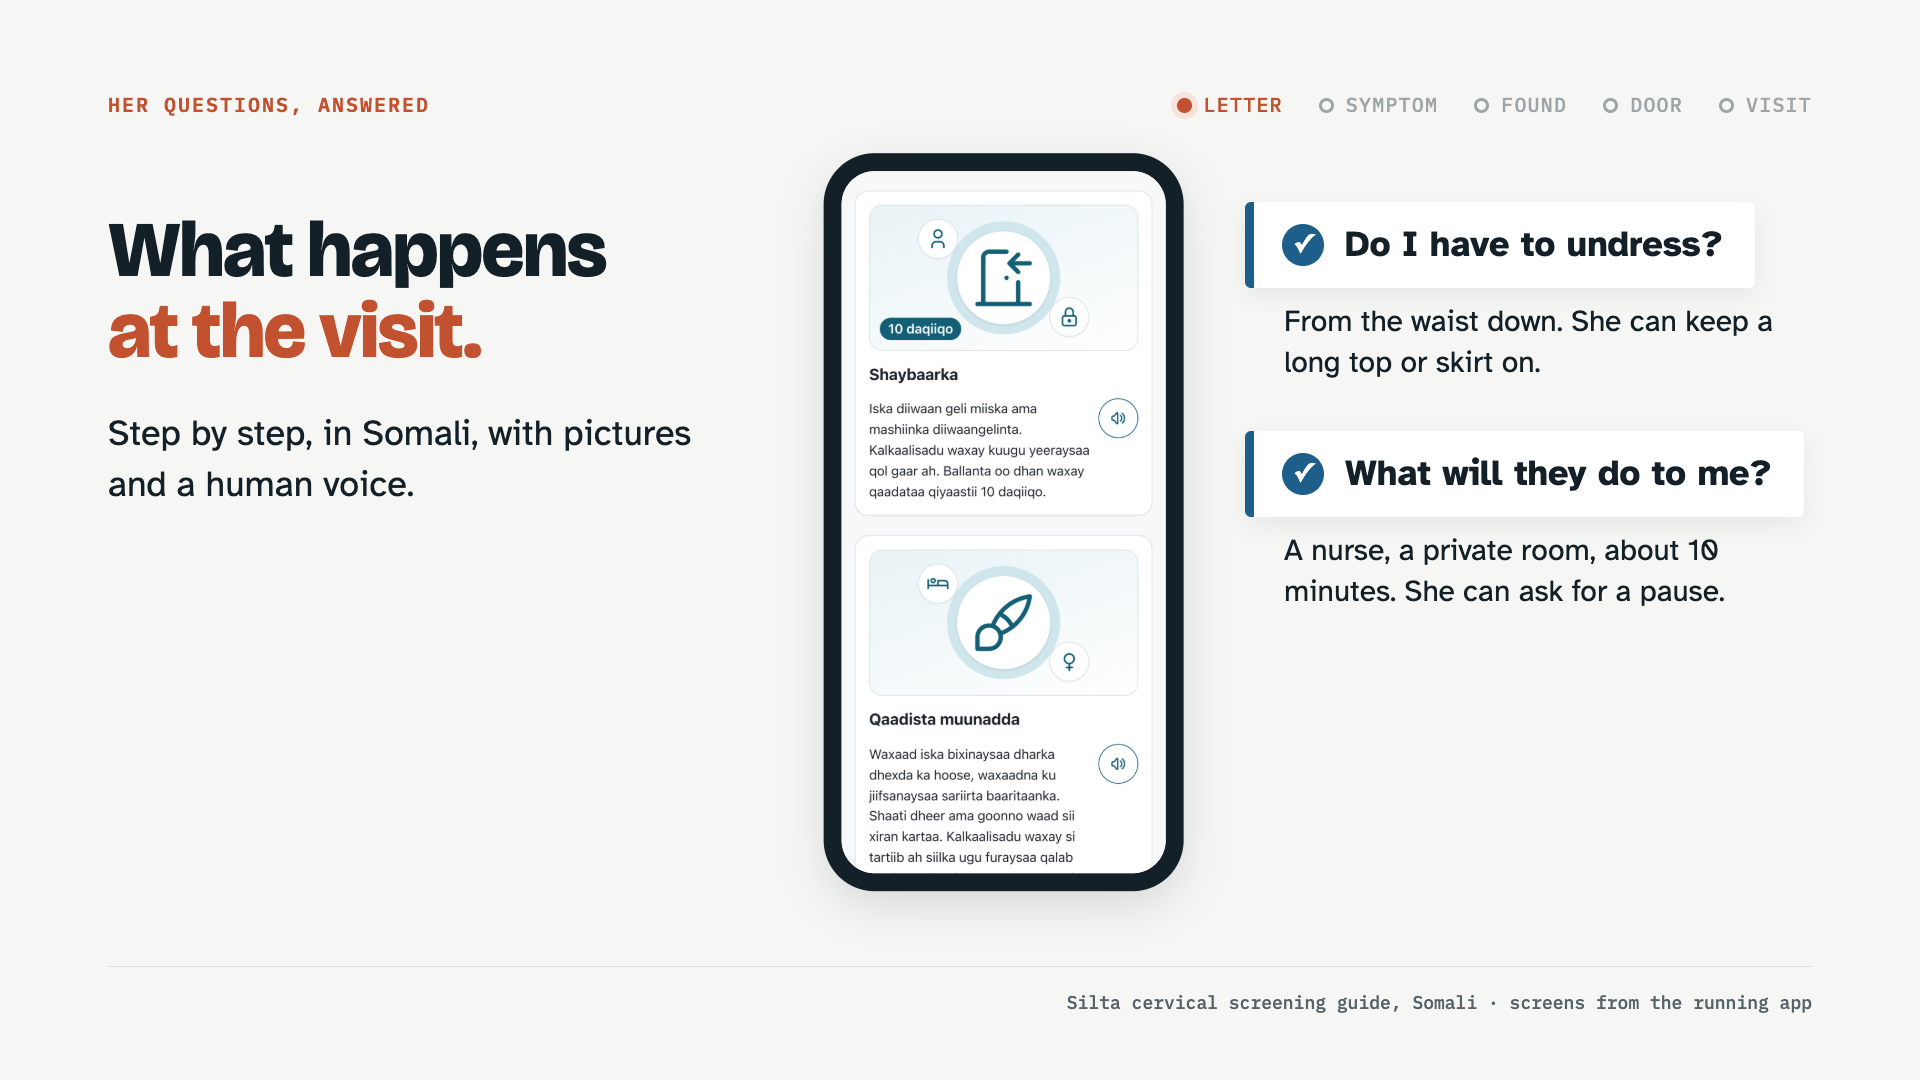 HER QUESTIONS, ANSWERED
LETTER
SYMPTOM
FOUND
DOOR
VISIT
What happens
at the visit.
Step by step, in Somali, with pictures
and a human voice.
10 daqiiqo
Shaybaarka
Iska diiwaan geli miiska ama
mashiinka diiwaangelinta.
Kalkaalisadu waxay kuugu yeeraysaa
qol gaar ah. Ballanta oo dhan waxay
qaadataa qiyaastii 10 daqiiqo.
Qaadista muunadda
Waxaad iska bixinaysaa dharka
dhexda ka hoose, waxaadna ku
jiifsanaysaa sariirta baaritaanka.
Shaati dheer ama goonno waad sii
xiran kartaa. Kalkaalisadu waxay si
tartiib ah siilka ugu furaysaa qalab
Do I have to undress?
From the waist down. She can keep a
long top or skirt on.
What will they do to me?
A nurse, a private room, about 10
minutes. She can ask for a pause.
Silta cervical screening guide, Somali · screens from the running app